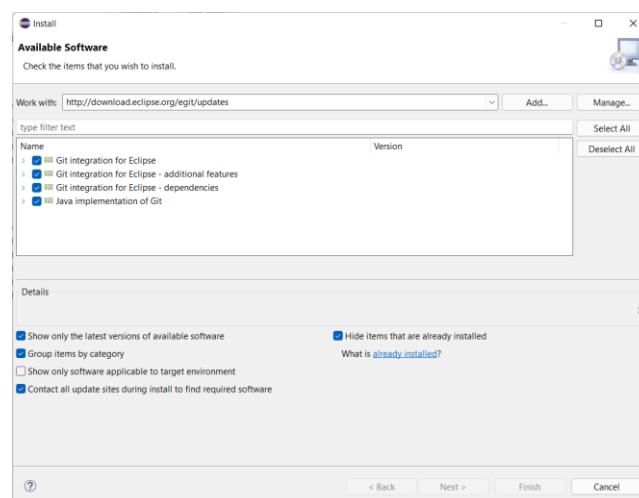 Install
Available Software
Check the items that you wish to install.
Work with: http://download.eclipse.org/egit/updates Add... Manage...
type filter text Select All
Name Version Deselect All
Git integration for Eclipse
Git integration for Eclipse - additional features
Git integration for Eclipse - dependencies
Java implementation of Git
Details
Show only the latest versions of available software Hide items that are already installed
Group items by category What is already installed?
Show only software applicable to target environment
Contact all update sites during install to find required software
? < Back Next > Finish Cancel